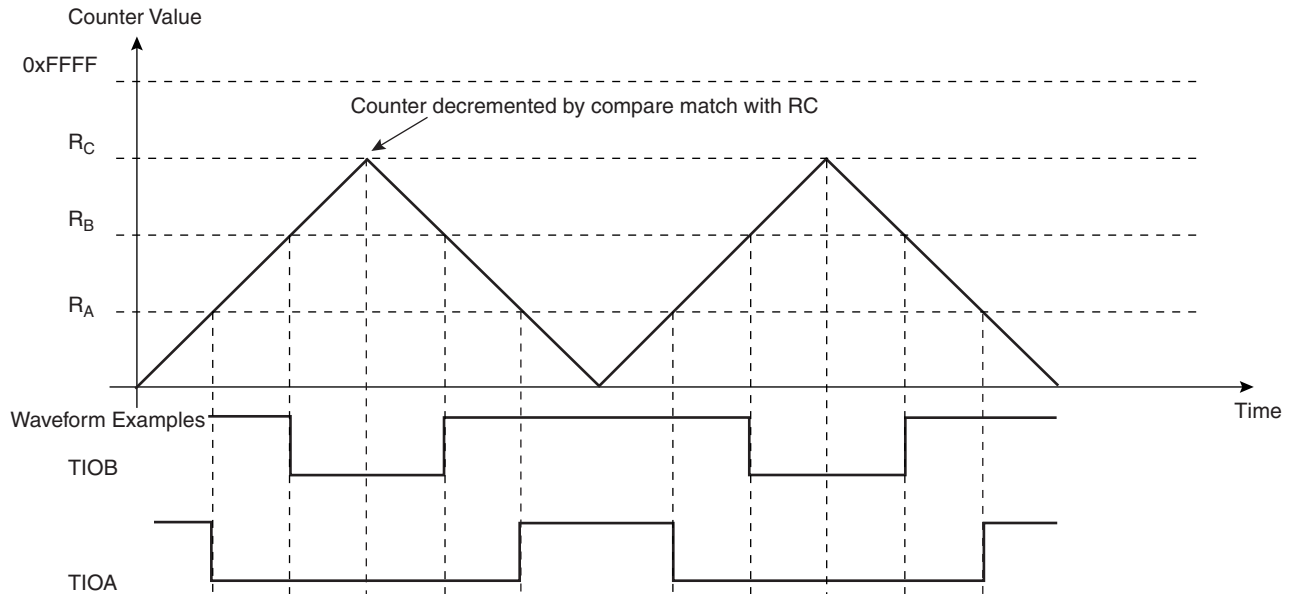 Counter Value
0xFFFF
Counter decremented by compare match with RC
RC
RB
RA
Time
Waveform Examples
TIOB
TIOA